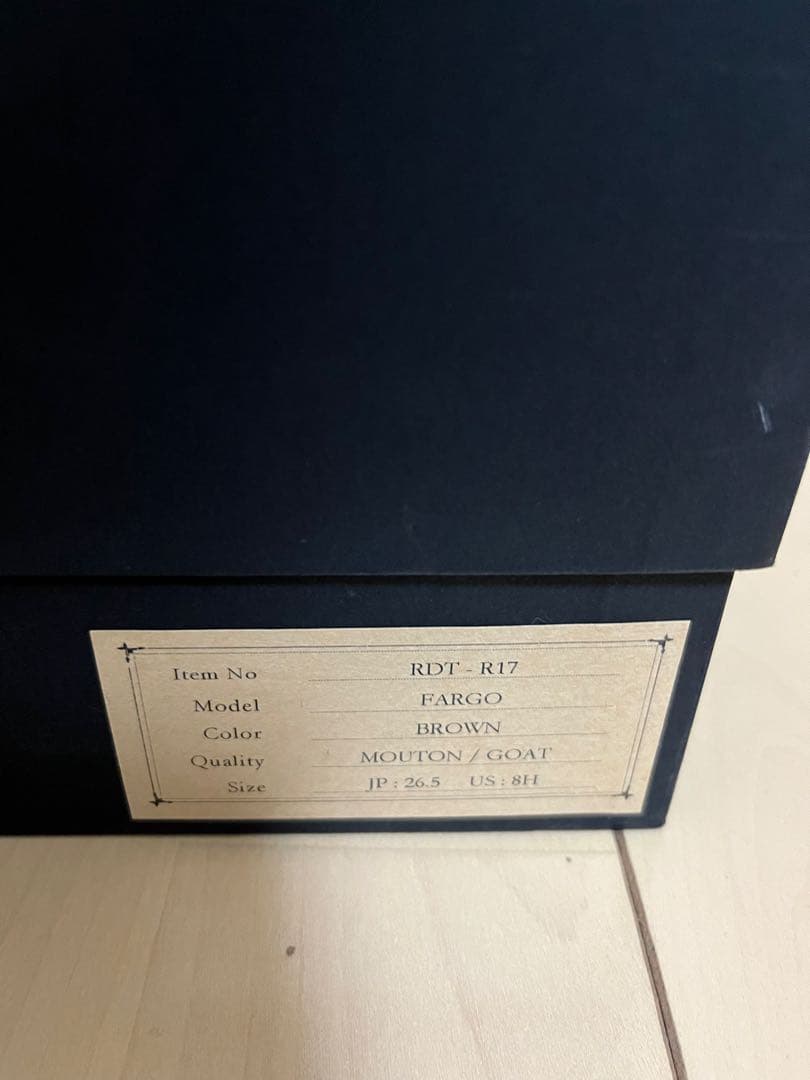 Item No RDT - R17
Model FARGO
Color BROWN
Quality MOUTON / GOAT
Size JP : 26.5 US : 8H